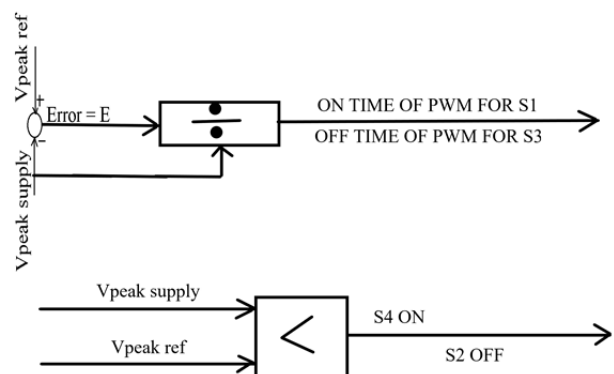 Vpeak ref
+
Error = E
−
Vpeak supply
÷
ON TIME OF PWM FOR S1
OFF TIME OF PWM FOR S3
Vpeak supply
Vpeak ref
<
S4 ON
S2 OFF